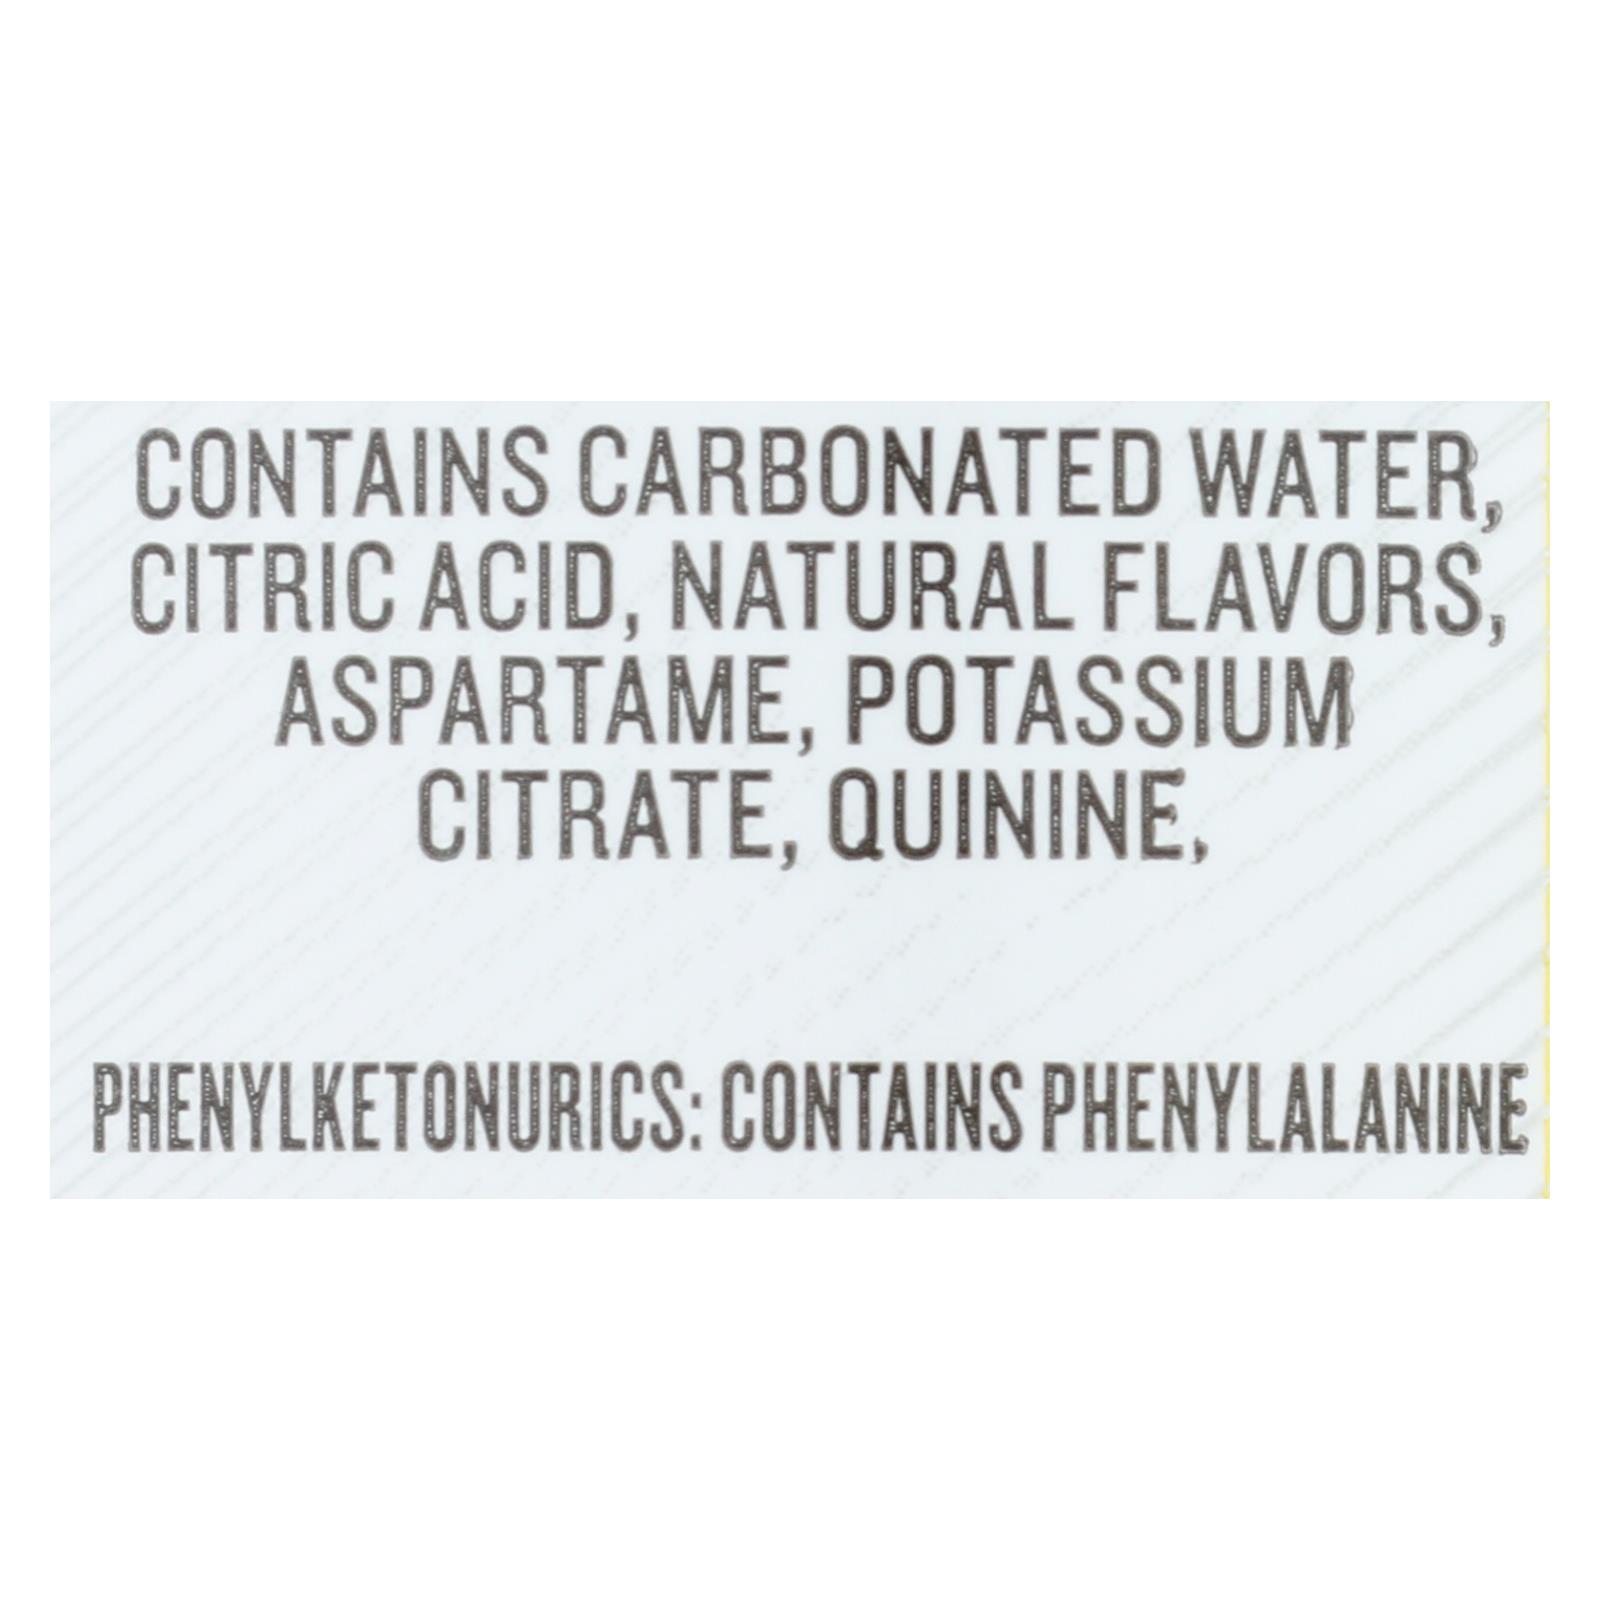 CONTAINS CARBONATED WATER,
CITRIC ACID, NATURAL FLAVORS,
ASPARTAME, POTASSIUM
CITRATE, QUININE.
PHENYLKETONURICS: CONTAINS PHENYLALANINE